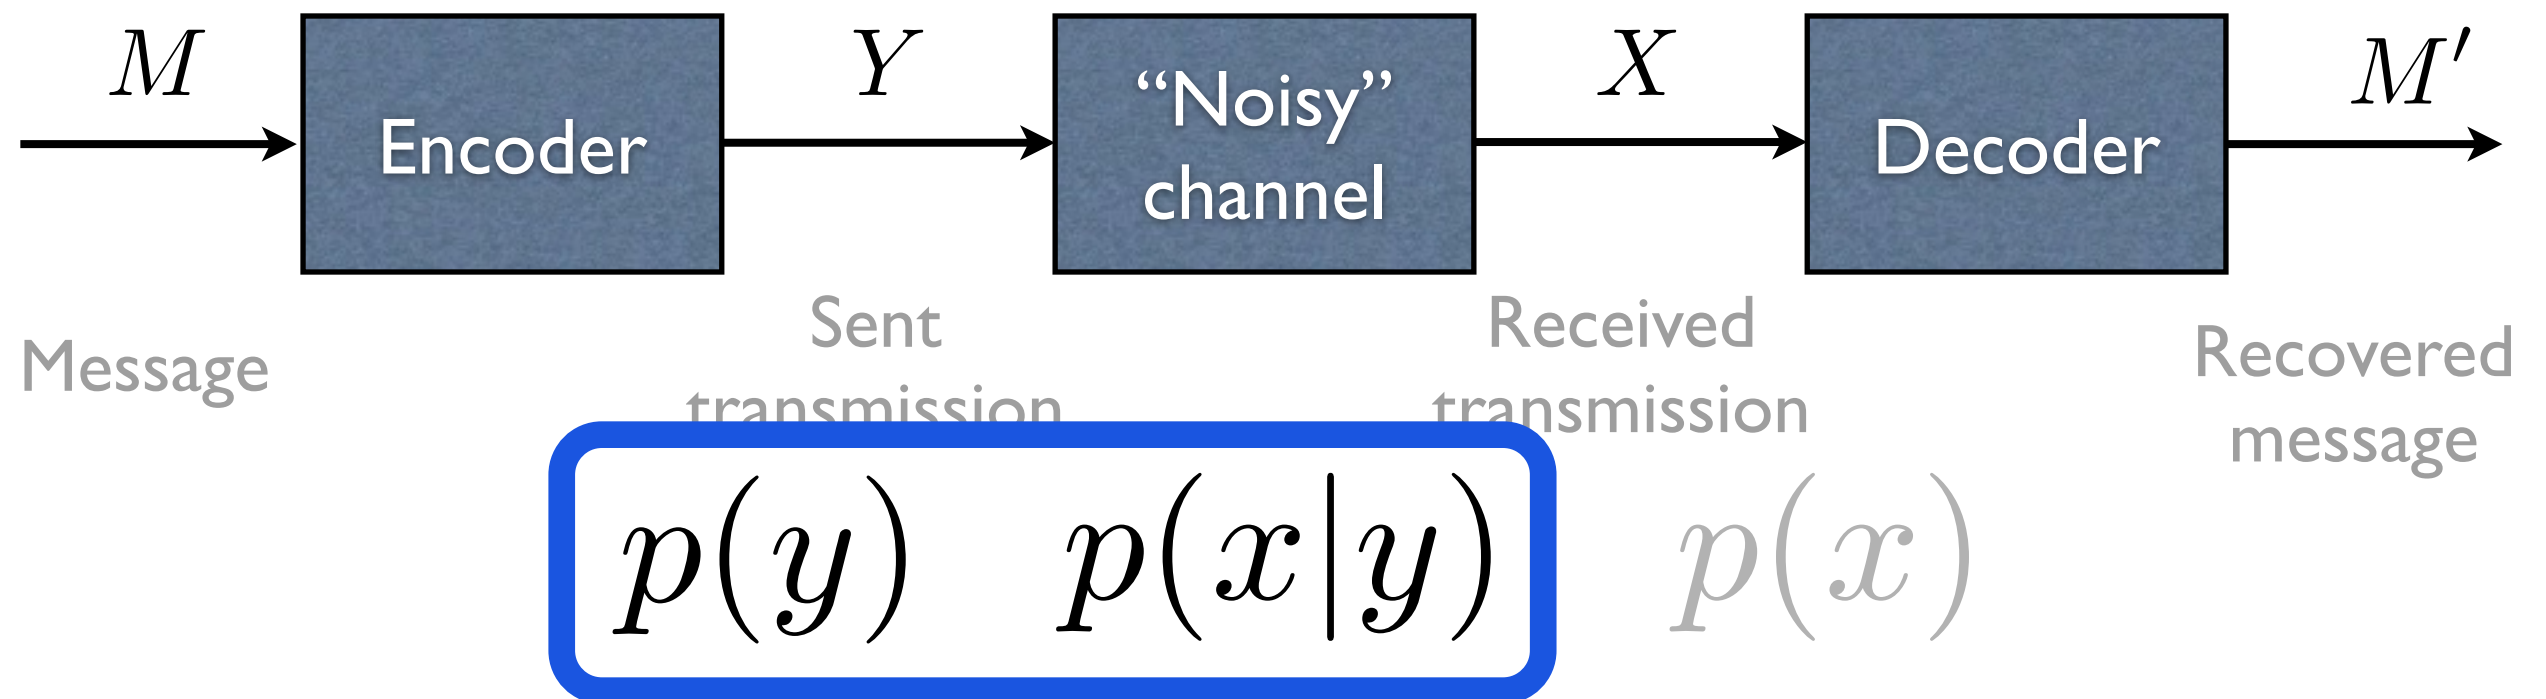 M
Y
X
M′
Encoder
“Noisy”
channel
Decoder
Message
Sent
transmission
Received
transmission
Recovered
message
p(y)
p(x|y)
p(x)